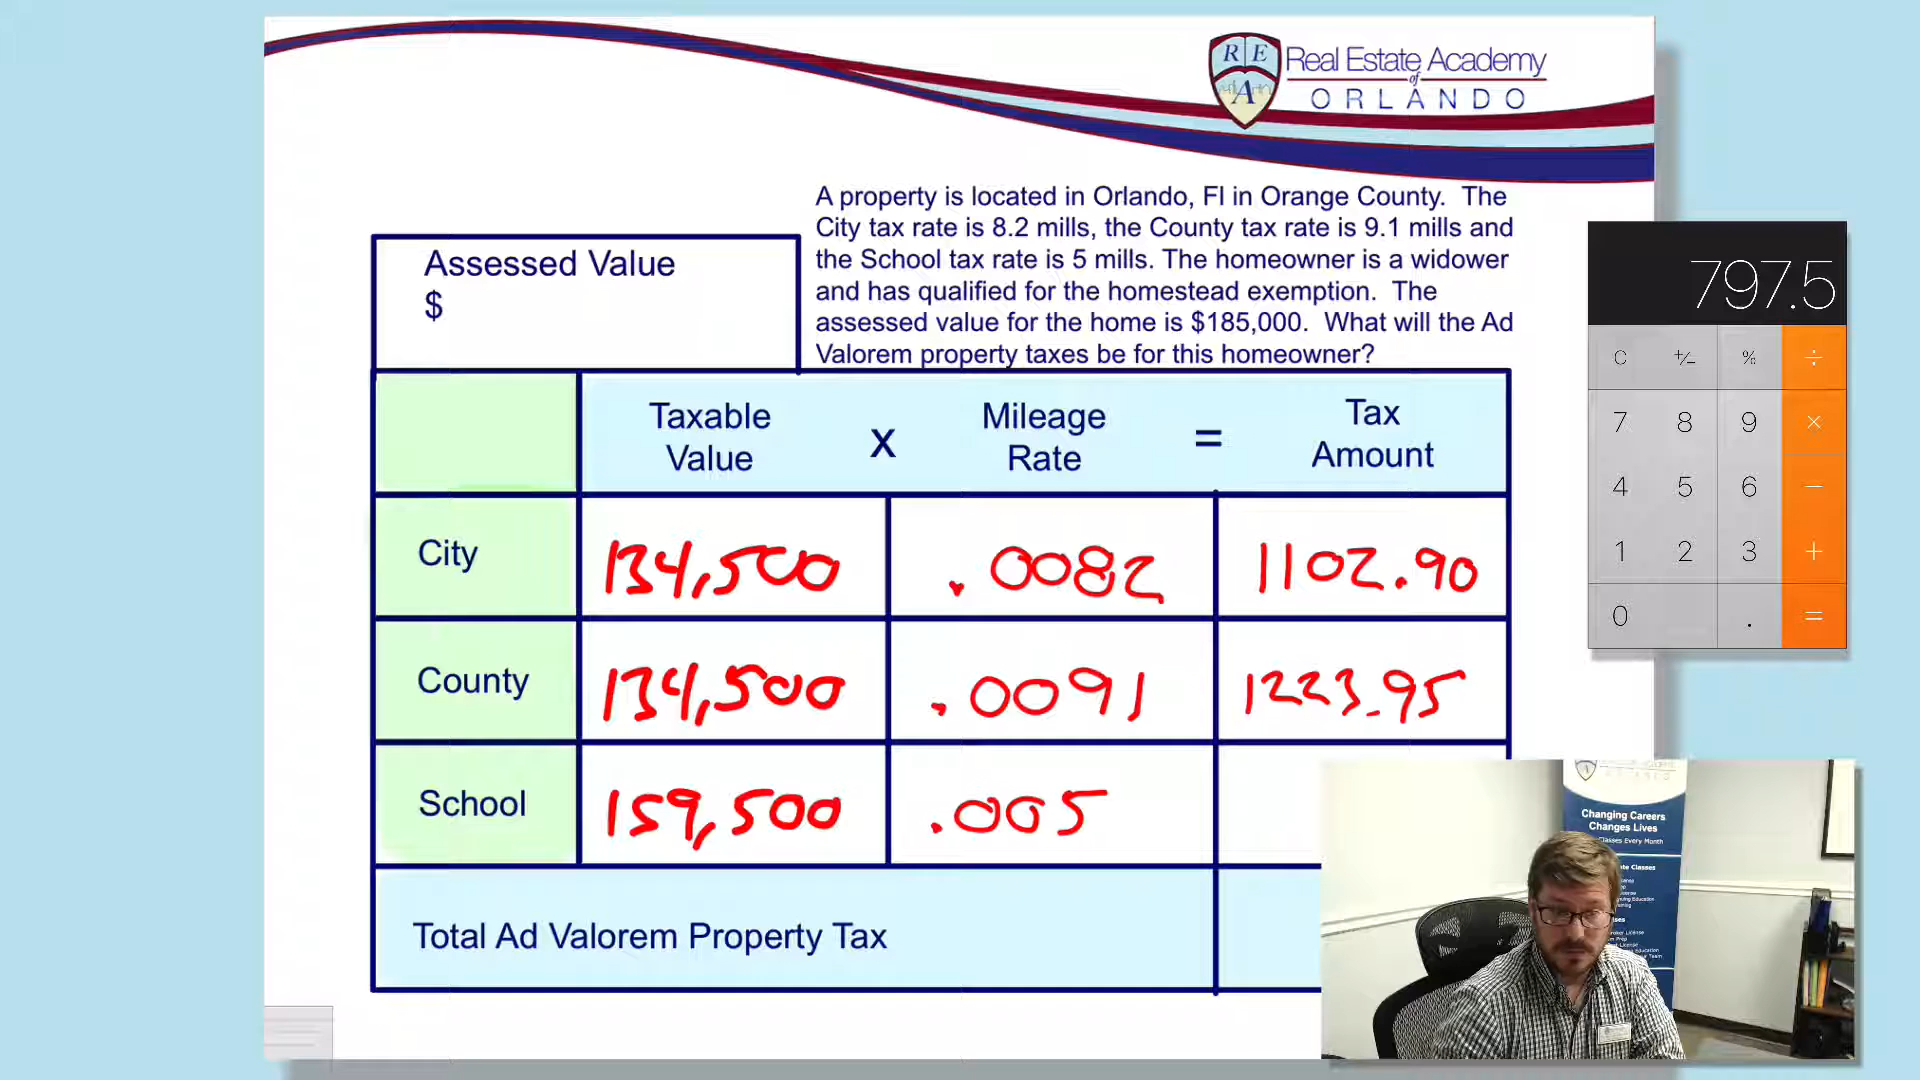 R E
A
Real Estate Academy
of
ORLANDO
A property is located in Orlando, Fl in Orange County. The
City tax rate is 8.2 mills, the County tax rate is 9.1 mills and
the School tax rate is 5 mills. The homeowner is a widower
and has qualified for the homestead exemption. The
assessed value for the home is $185,000. What will the Ad
Valorem property taxes be for this homeowner?
Assessed Value
$
797.5
C +/- % ÷
7 8 9 ×
4 5 6 −
1 2 3 +
0 . =
Taxable Value x Mileage Rate = Tax Amount
City 134,500 .0082 1102.90
County 134,500 .0091 1223.95
School 159,500 .005
Total Ad Valorem Property Tax
Changing Careers
Changes Lives
Classes Every Month